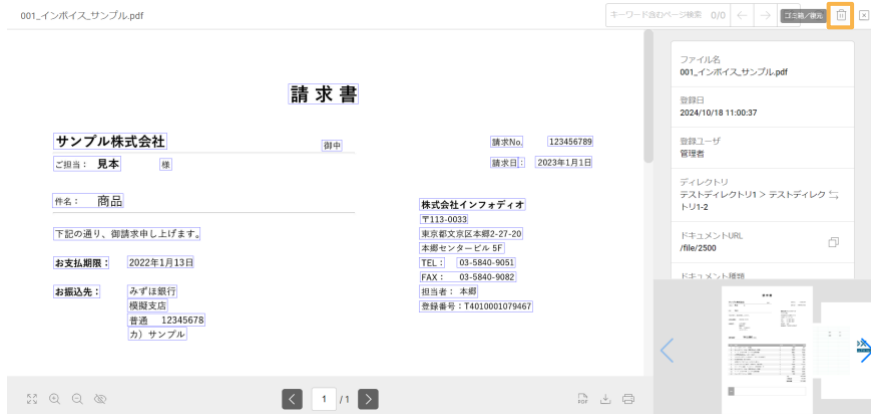 001_インボイス_サンプル.pdf
キーワード含むページ検索 0/0
ゴミ箱/復元
請求書
サンプル株式会社
御中
ご担当： 見本 様
請求No. 123456789
請求日: 2023年1月1日
件名： 商品
下記の通り、御請求申し上げます。
お支払期限： 2022年1月13日
お振込先： みずほ銀行
模擬支店
普通 12345678
カ）サンプル
株式会社インフォディオ
〒113-0033
東京都文京区本郷2-27-20
本郷センタービル 5F
TEL： 03-5840-9051
FAX： 03-5840-9082
担当者： 本郷
登録番号：T4010001079467
ファイル名
001_インボイス_サンプル.pdf
登録日
2024/10/18 11:00:37
登録ユーザ
管理者
ディレクトリ
テストディレクトリ1 > テストディレク
トリ1-2
ドキュメントURL
/file/2500
ドキュメント種類
1 /1
PDF